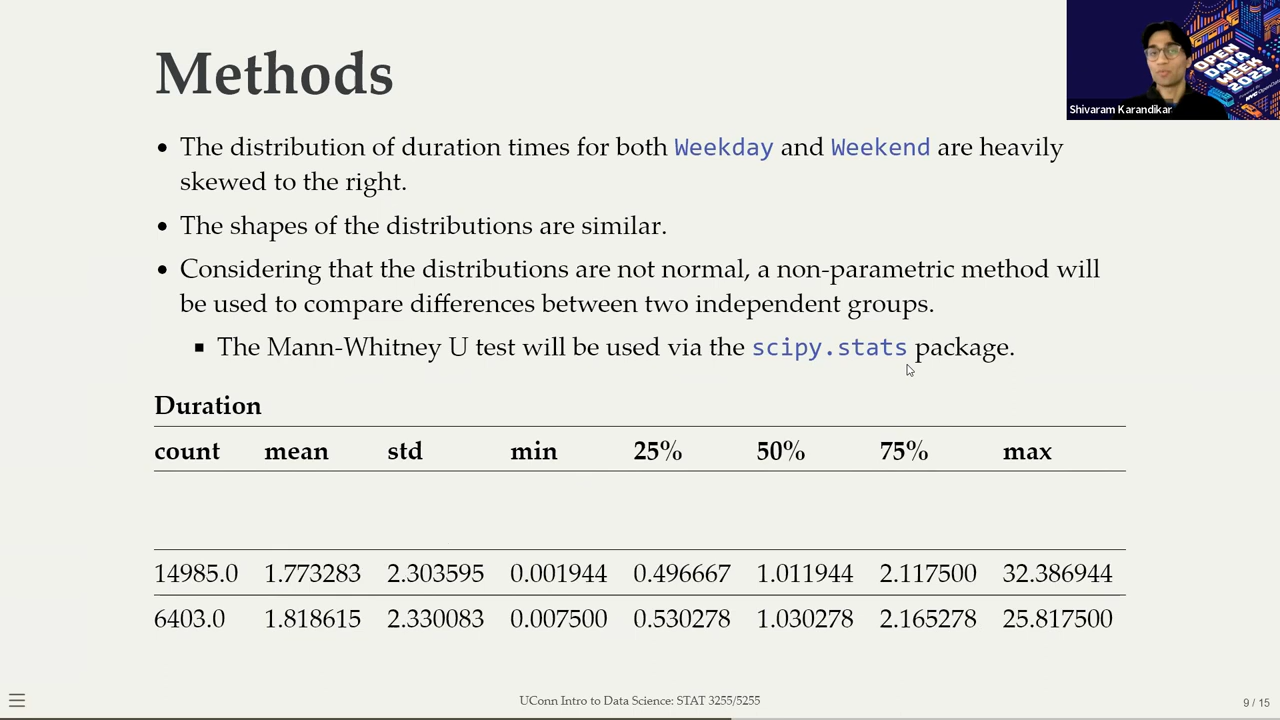 Methods
OPEN
DATA
WEEK
2023
Shivaram Karandikar
• The distribution of duration times for both Weekday and Weekend are heavily
skewed to the right.
• The shapes of the distributions are similar.
• Considering that the distributions are not normal, a non-parametric method will
be used to compare differences between two independent groups.
▪ The Mann-Whitney U test will be used via the scipy.stats package.
Duration
count mean std min 25% 50% 75% max
14985.0 1.773283 2.303595 0.001944 0.496667 1.011944 2.117500 32.386944
6403.0 1.818615 2.330083 0.007500 0.530278 1.030278 2.165278 25.817500
UConn Intro to Data Science: STAT 3255/5255
9 / 15